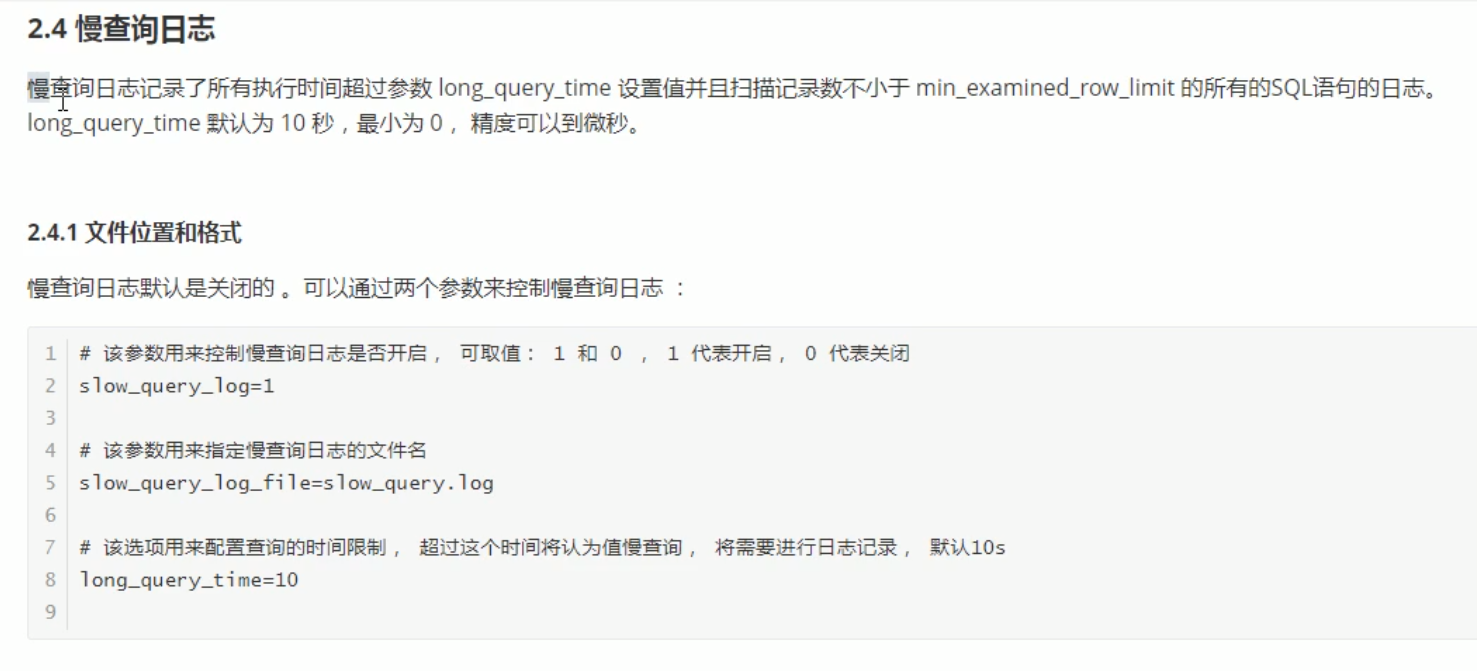 2.4 慢查询日志
慢查询日志记录了所有执行时间超过参数 long_query_time 设置值并且扫描记录数不小于 min_examined_row_limit 的所有的SQL语句的日志。
long_query_time 默认为 10 秒，最小为 0， 精度可以到微秒。
2.4.1 文件位置和格式
慢查询日志默认是关闭的 。可以通过两个参数来控制慢查询日志 ：
1 # 该参数用来控制慢查询日志是否开启， 可取值： 1 和 0 ， 1 代表开启， 0 代表关闭
2 slow_query_log=1
3
4 # 该参数用来指定慢查询日志的文件名
5 slow_query_log_file=slow_query.log
6
7 # 该选项用来配置查询的时间限制， 超过这个时间将认为值慢查询， 将需要进行日志记录， 默认10s
8 long_query_time=10
9